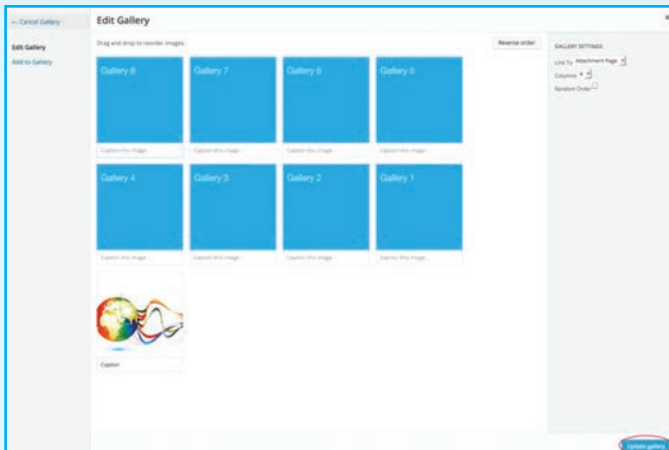 ← Cancel Gallery
Edit Gallery
Edit Gallery
Add to Gallery
Drag and drop to reorder images.
Reverse order
Gallery 8
Gallery 7
Gallery 6
Gallery 5
Caption this image...
Caption this image...
Caption this image...
Caption this image...
Gallery 4
Gallery 3
Gallery 2
Gallery 1
Caption this image...
Caption this image...
Caption this image...
Caption this image...
Caption
GALLERY SETTINGS
Link To Attachment Page
Columns 4
Random Order
Update gallery